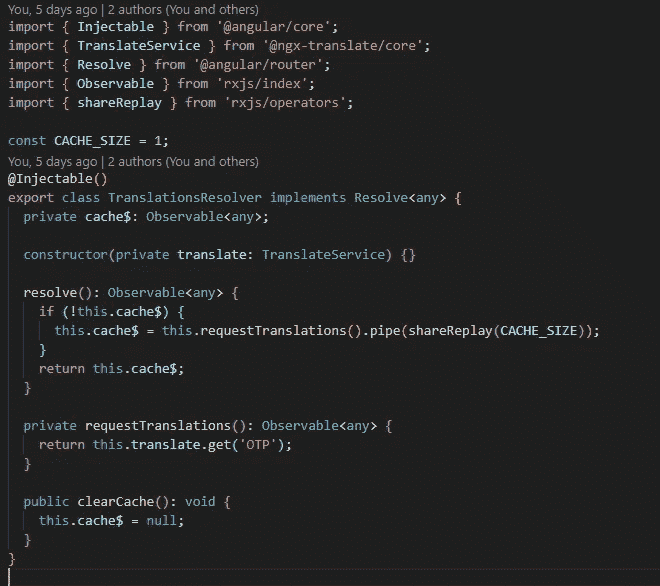 You, 5 days ago | 2 authors (You and others)
import { Injectable } from '@angular/core';
import { TranslateService } from '@ngx-translate/core';
import { Resolve } from '@angular/router';
import { Observable } from 'rxjs/index';
import { shareReplay } from 'rxjs/operators';
const CACHE_SIZE = 1;
You, 5 days ago | 2 authors (You and others)
@Injectable()
export class TranslationsResolver implements Resolve<any> {
private cache$: Observable<any>;
constructor(private translate: TranslateService) {}
resolve(): Observable<any> {
if (!this.cache$) {
this.cache$ = this.requestTranslations().pipe(shareReplay(CACHE_SIZE));
}
return this.cache$;
}
private requestTranslations(): Observable<any> {
return this.translate.get('OTP');
}
public clearCache(): void {
this.cache$ = null;
}
}